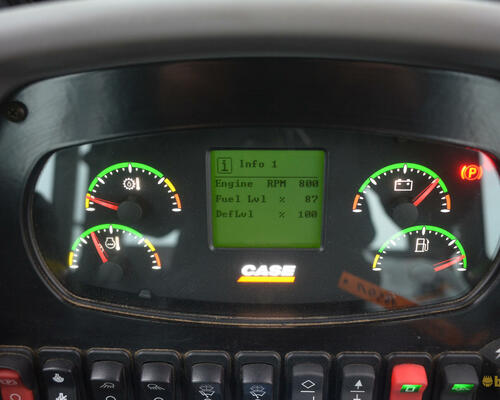 i Info 1
Engine RPM 800
Fuel Lvl % 87
DefLvl % 100
P
CASE